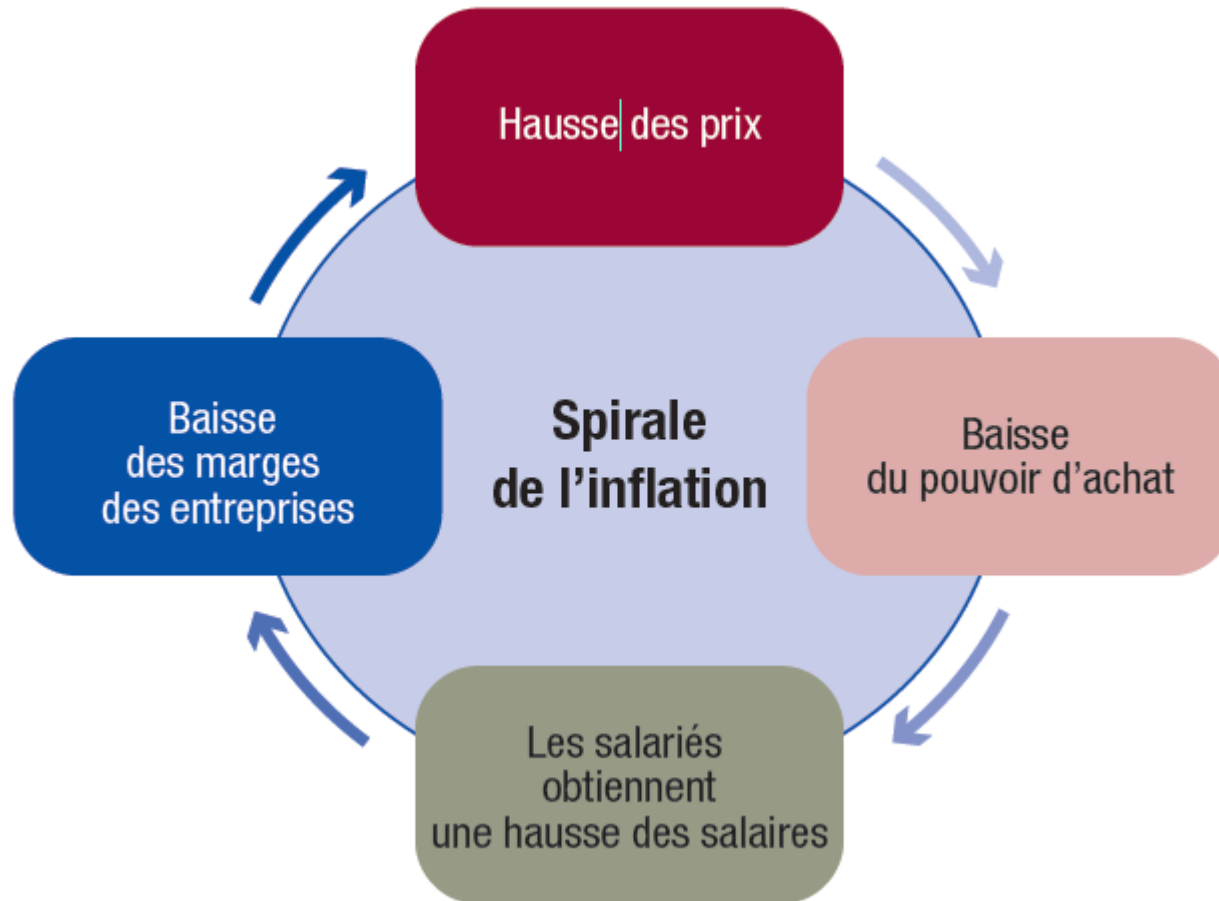 Hausse des prix
Baisse
des marges
des entreprises
Spirale
de l'inflation
Baisse
du pouvoir d'achat
Les salariés
obtiennent
une hausse des salaires